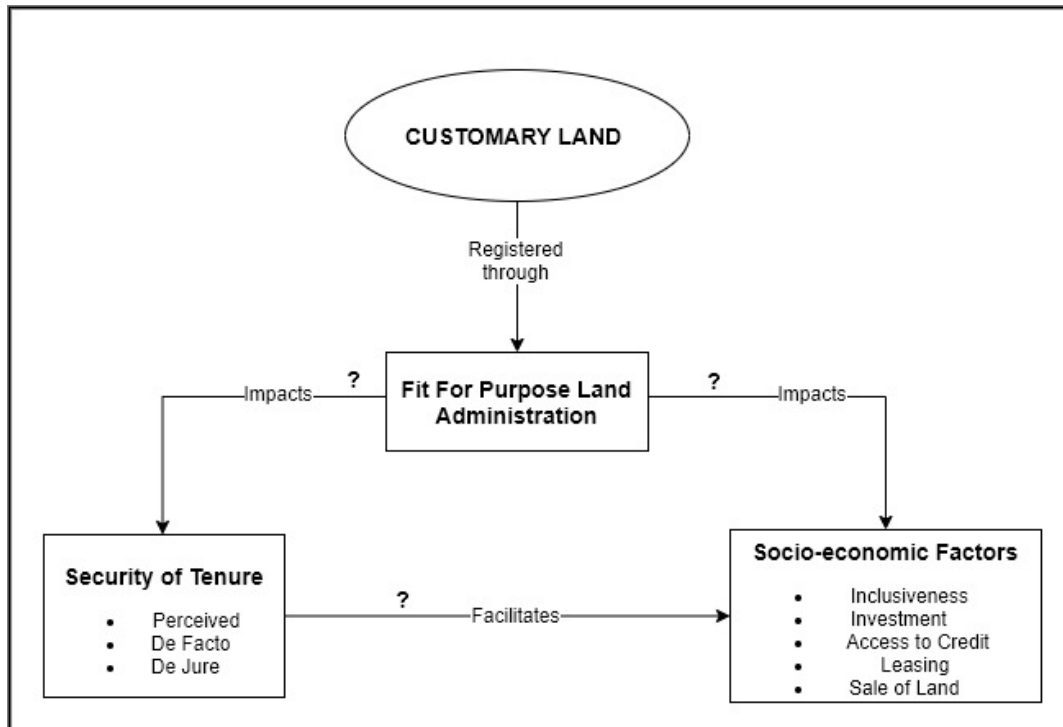 CUSTOMARY LAND
Registered
through
Fit For Purpose Land
Administration
?
Impacts
?
Impacts
Security of Tenure
• Perceived
• De Facto
• De Jure
?
Facilitates
Socio-economic Factors
• Inclusiveness
• Investment
• Access to Credit
• Leasing
• Sale of Land